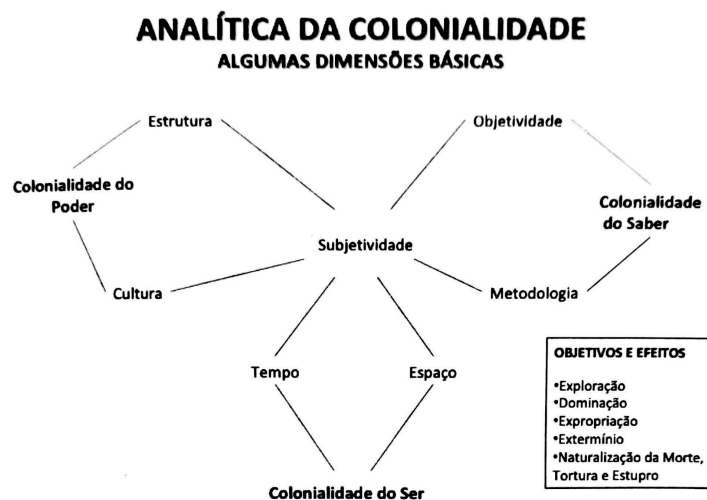 ANALÍTICA DA COLONIALIDADE
ALGUMAS DIMENSÕES BÁSICAS
Estrutura
Objetividade
Colonialidade do
Poder
Colonialidade
do Saber
Subjetividade
Cultura
Metodologia
Tempo
Espaço
Colonialidade do Ser
OBJETIVOS E EFEITOS
•Exploração
•Dominação
•Expropriação
•Extermínio
•Naturalização da Morte,
Tortura e Estupro